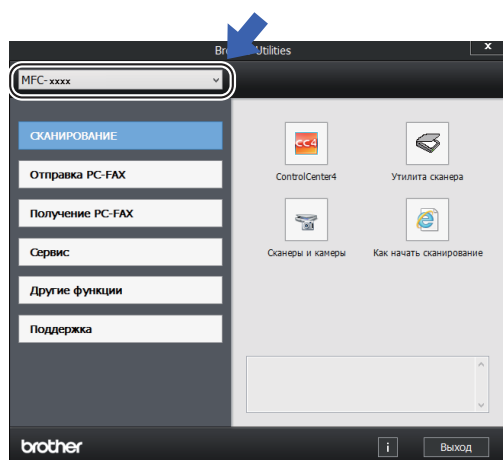 Utilities
x
MFC-xxxx
СКАНИРОВАНИЕ
Отправка PC-FAX
Получение PC-FAX
Сервис
Другие функции
Поддержка
CC4
ControlCenter4
Утилита сканера
Сканеры и камеры
Как начать сканирование
brother
i
Выход